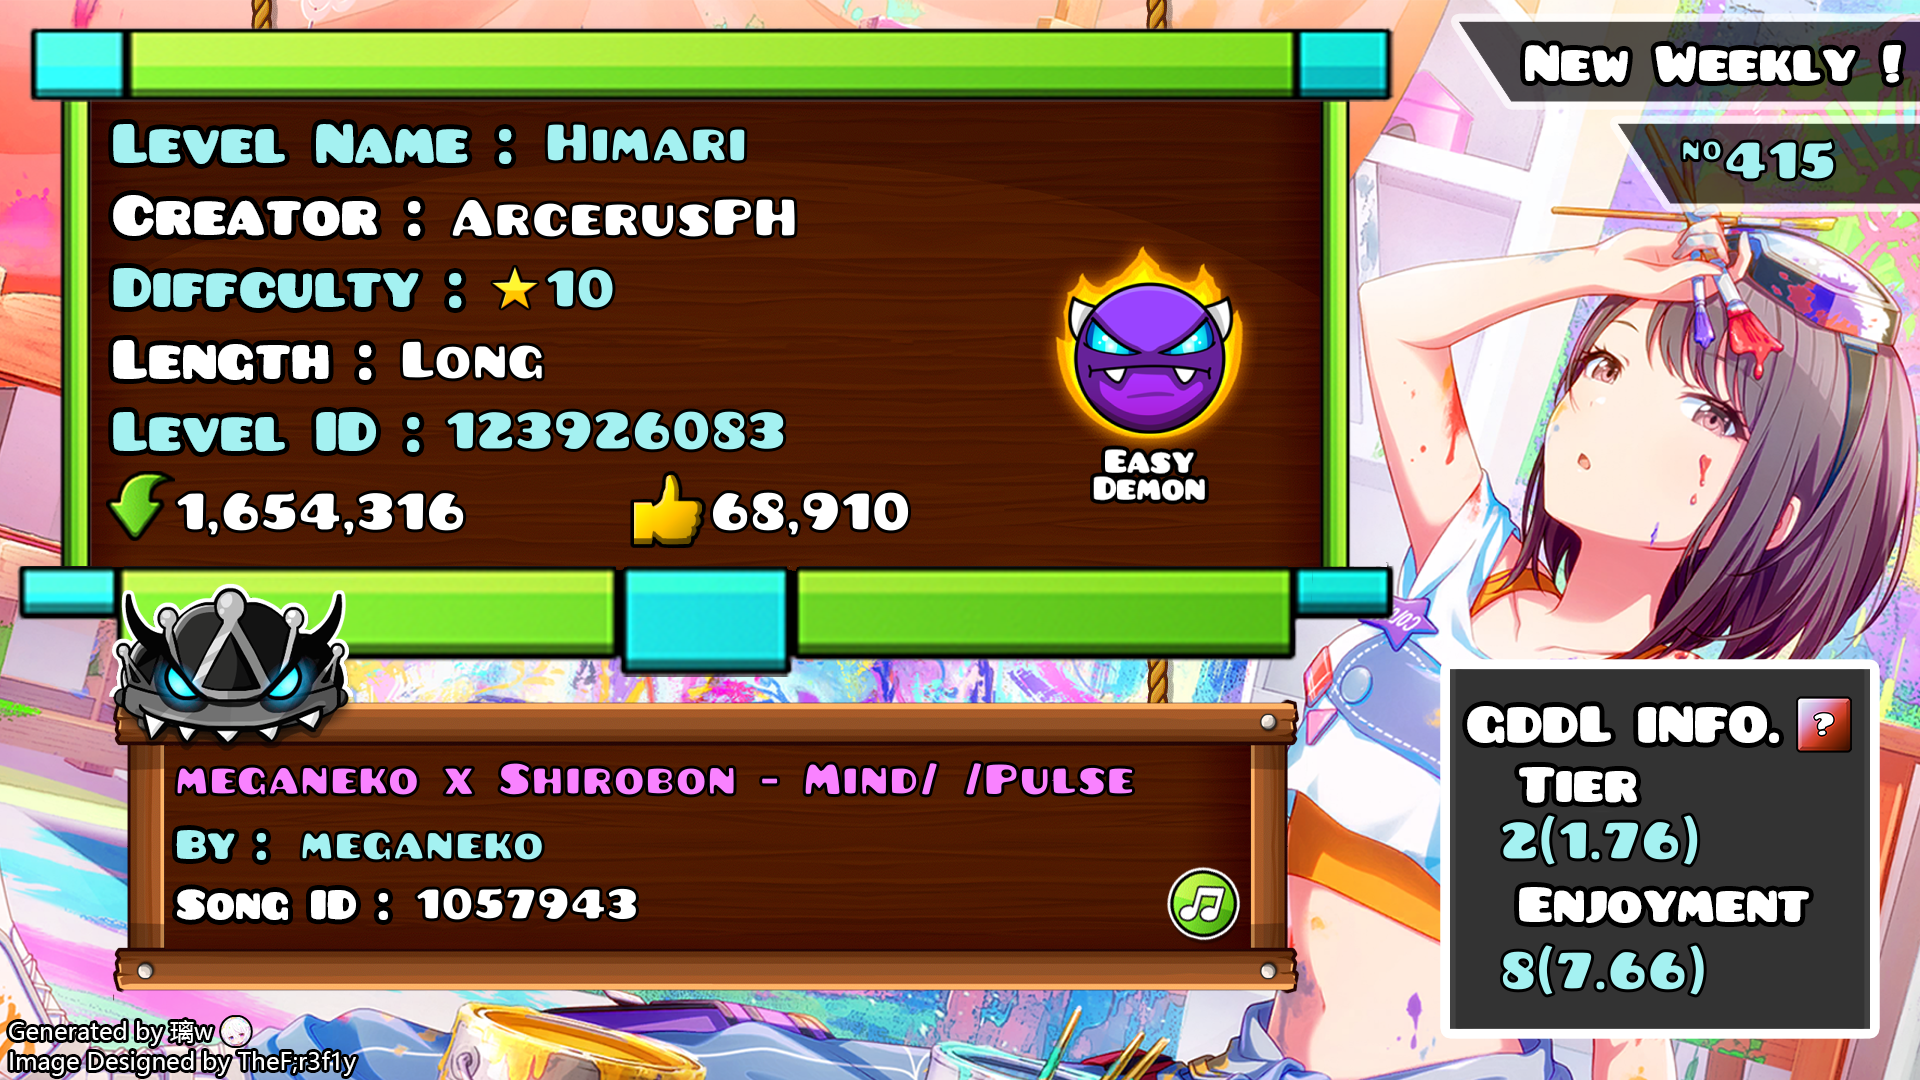 New Weekly !
No 415
Level Name : Himari
Creator : ArcerusPH
Diffculty : 10
Length : Long
Level ID : 123926083
1,654,316
68,910
Easy
Demon
meganeko x Shirobon - Mind/ /Pulse
By : meganeko
Song ID : 1057943
GDDL INFO. ?
Tier
2(1.76)
Enjoyment
8(7.66)
Generated by 璃w
Image Designed by TheF;r3f1y